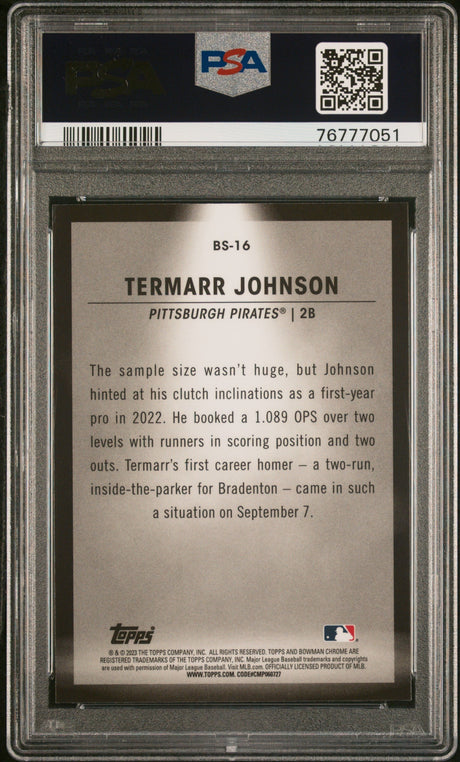 PSA
PSA
76777051
BS-16
TERMARR JOHNSON
PITTSBURGH PIRATES® | 2B
The sample size wasn't huge, but Johnson
hinted at his clutch inclinations as a first-year
pro in 2022. He booked a 1.089 OPS over two
levels with runners in scoring position and two
outs. Termarr's first career homer – a two-run,
inside-the-parker for Bradenton – came in such
a situation on September 7.
topps
® & © 2023 THE TOPPS COMPANY, INC. ALL RIGHTS RESERVED. TOPPS AND BOWMAN CHROME ARE
REGISTERED TRADEMARKS OF THE TOPPS COMPANY, INC. Major League Baseball trademarks and copyrights
are used with permission of Major League Baseball. Visit MLB.com. OFFICIALLY LICENSED PRODUCT OF MLB.
WWW.TOPPS.COM. CODE#CMP066727